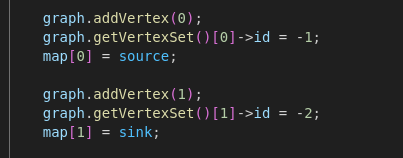 graph.addVertex(0);
graph.getVertexSet()[0]->id = -1;
map[0] = source;
graph.addVertex(1);
graph.getVertexSet()[1]->id = -2;
map[1] = sink;